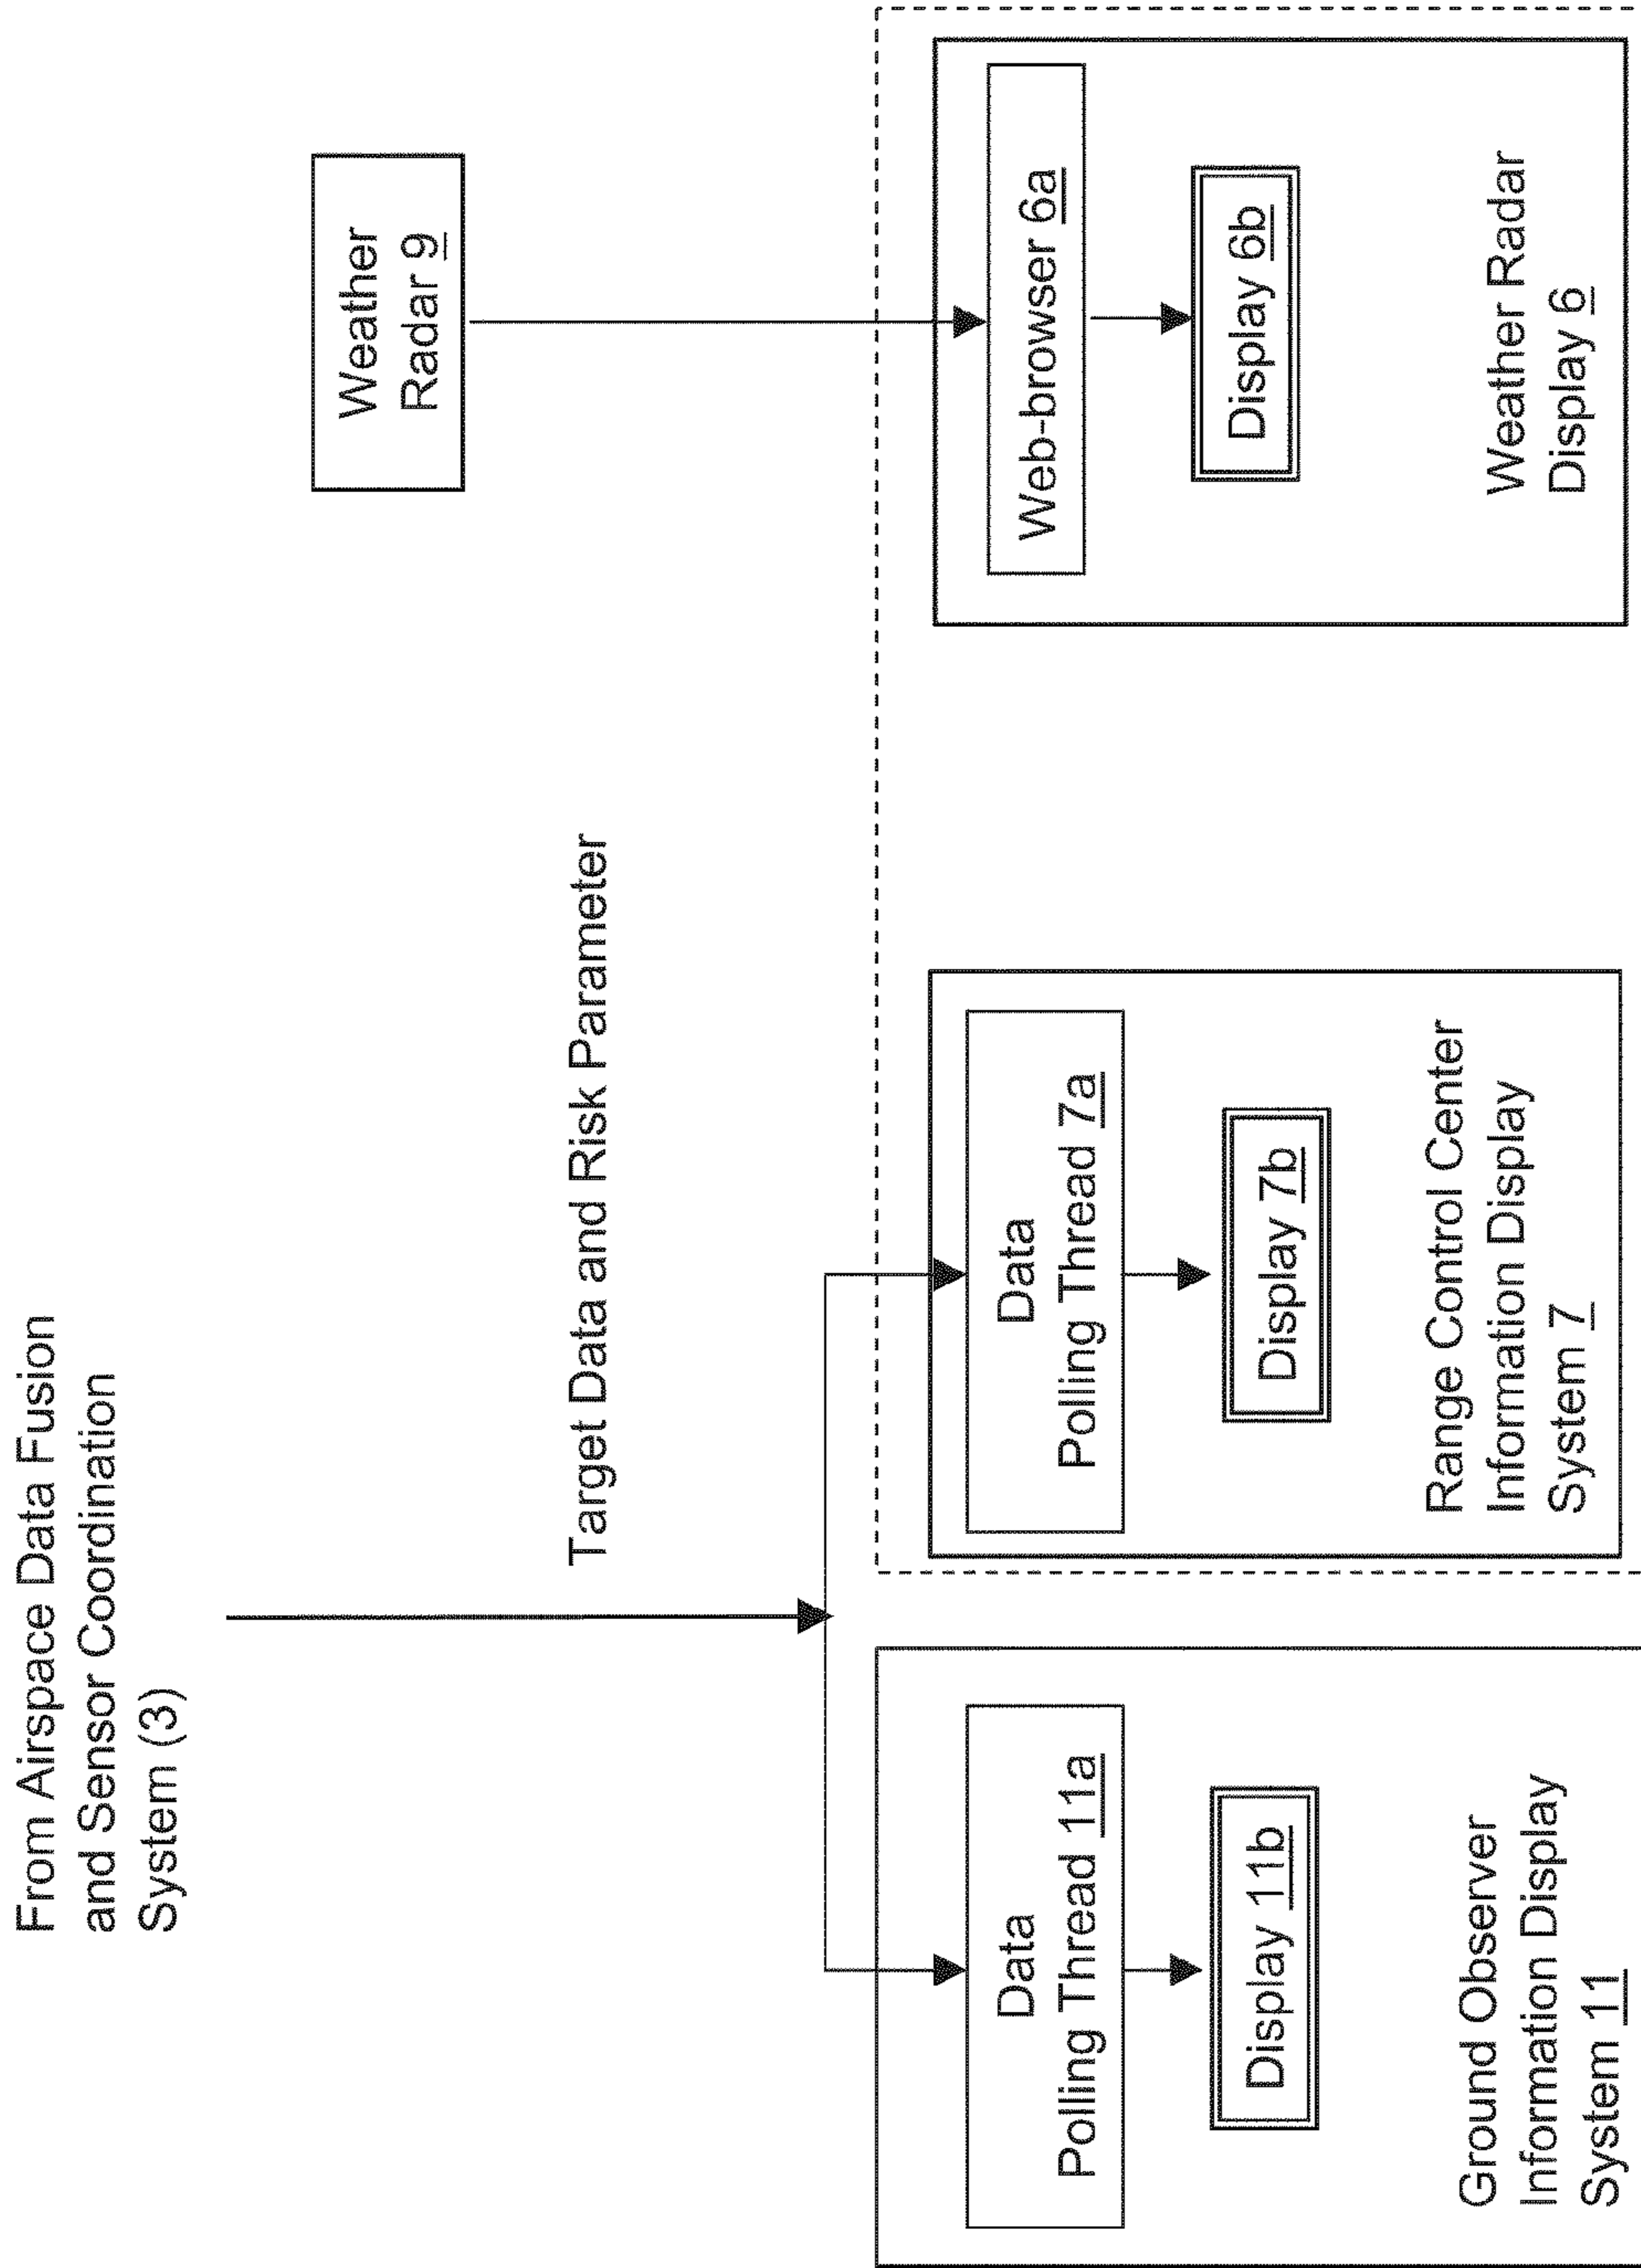 From Airspace Data Fusion
and Sensor Coordination
System (3)
Target Data and Risk Parameter
Weather
Radar 9
Data
Polling Thread 11a
Display 11b
Ground Observer
Information Display
System 11
Data
Polling Thread 7a
Display 7b
Range Control Center
Information Display
System 7
Web-browser 6a
Display 6b
Weather Radar
Display 6